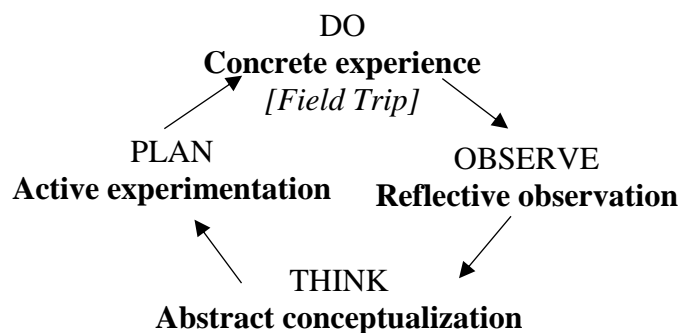 DO
Concrete experience
[Field Trip]
PLAN
Active experimentation
OBSERVE
Reflective observation
THINK
Abstract conceptualization